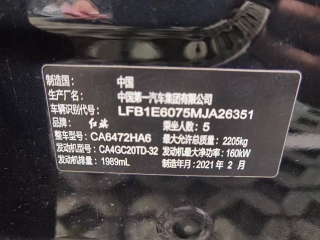 制造国： 中国
生产厂名： 中国第一汽车集团有限公司
车辆识别代号： LFB1E6075MJA26351
品牌： 红旗 乘坐人数：5
整车型号：CA6472HA6 最大允许总质量：2205kg
发动机型号：CA4GC20TD-32 发动机最大净功率：160kW
发动机排量：1989mL 制造年月：2021 年 2 月